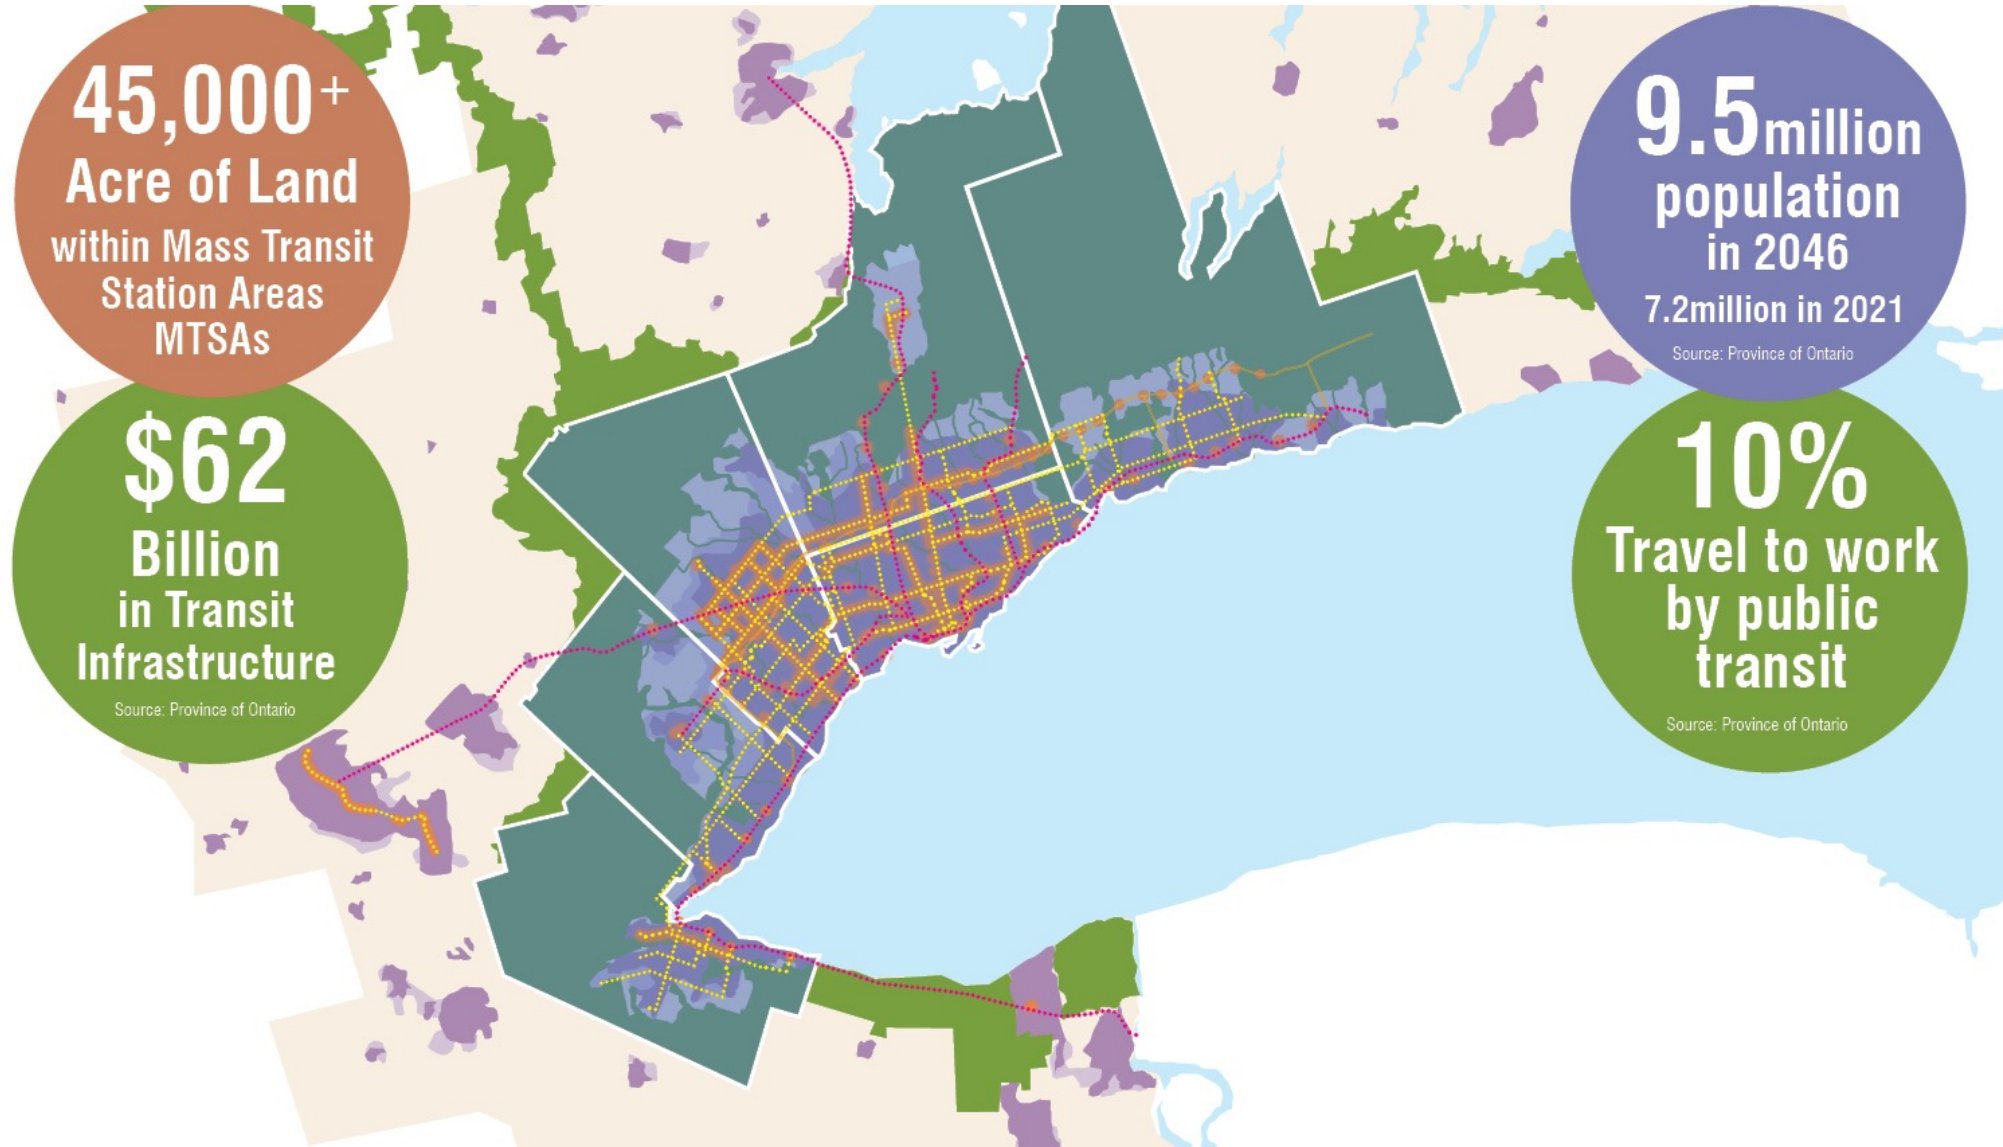 45,000+
Acre of Land
within Mass Transit
Station Areas
MTSAs
$62
Billion
in Transit
Infrastructure
Source: Province of Ontario
9.5million
population
in 2046
7.2million in 2021
Source: Province of Ontario
10%
Travel to work
by public
transit
Source: Province of Ontario